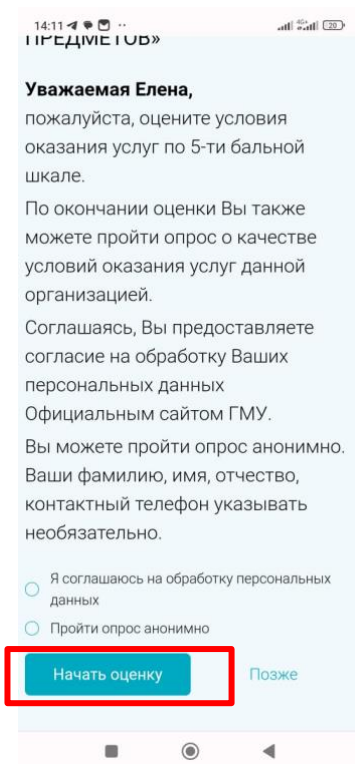 14:11
4G+
20
ПРЕДМЕТОВ»
Уважаемая Елена,
пожалуйста, оцените условия
оказания услуг по 5-ти бальной
шкале.
По окончании оценки Вы также
можете пройти опрос о качестве
условий оказания услуг данной
организацией.
Соглашаясь, Вы предоставляете
согласие на обработку Ваших
персональных данных
Официальным сайтом ГМУ.
Вы можете пройти опрос анонимно.
Ваши фамилию, имя, отчество,
контактный телефон указывать
необязательно.
Я соглашаюсь на обработку персональных
данных
Пройти опрос анонимно
Начать оценку
Позже